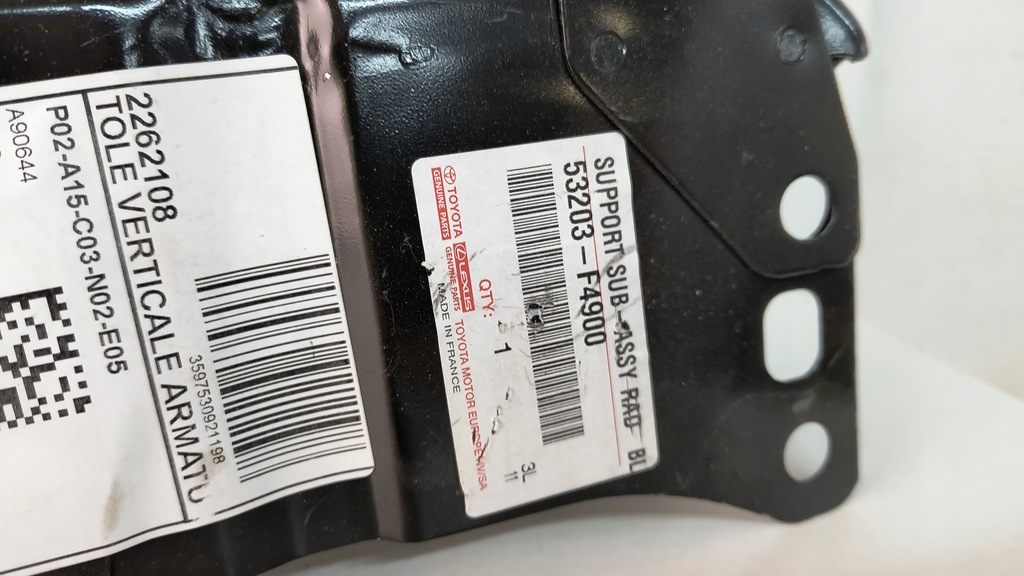 2262108
TOLE VERTICALE ARMATU
P02-A15-C03-N02-E05
A90644
3597530921198
SUPPORT SUB-ASSY RAD BL
53203-F4900
QTY: 1
3L
11
TOYOTA
GENUINE PARTS
LEXUS
GENUINE PARTS
TOYOTA MOTOR EUROPE NV/SA
MADE IN FRANCE